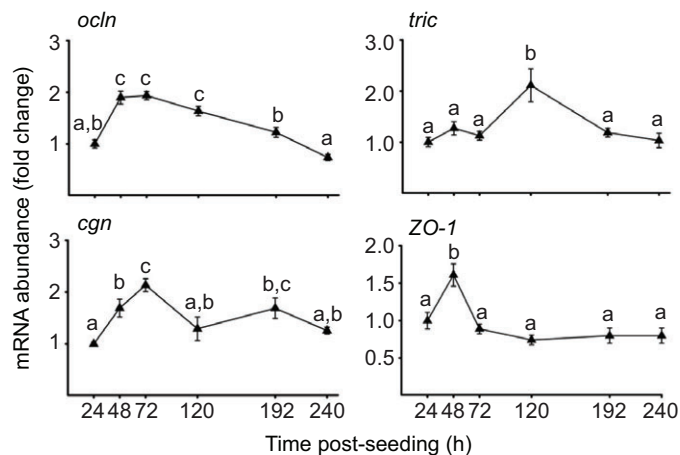 ocln
3
2
1
a,b
c
c
c
b
a
tric
3.0
2.0
1.0
a
a
a
b
a
a
mRNA abundance (fold change)
cgn
3
2
1
a
b
c
a,b
b,c
a,b
24 48 72 120 192 240
ZO-1
2.0
1.5
1.0
0.5
a
b
a
a
a
a
24 48 72 120 192 240
Time post-seeding (h)